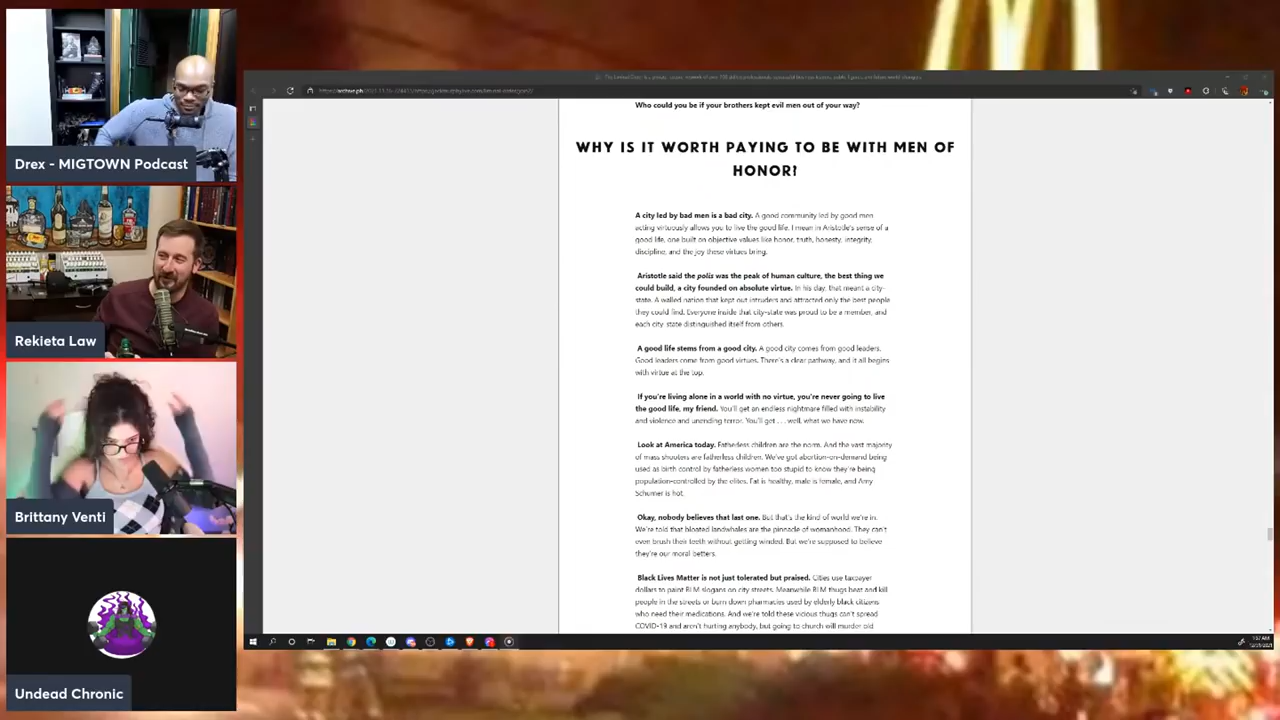 Drex - MIGTOWN Podcast
Rekieta Law
Brittany Venti
Undead Chronic
Who could you be if your brothers kept evil men out of your way?
WHY IS IT WORTH PAYING TO BE WITH MEN OF
HONOR?
A city led by bad men is a bad city. A good community led by good men
acting virtuously allows you to live the good life. I mean in Aristotle's sense of a
good life, one built on objective values like honor, truth, honesty, integrity,
discipline, and the joy these virtues bring.
Aristotle said the polis was the peak of human culture, the best thing we
could build, a city founded on absolute virtue. In his day, that meant a city-
state. A walled nation that kept out intruders and attracted only the best people
they could find. Everyone inside that city-state was proud to be a member, and
each city state distinguished itself from others.
A good life stems from a good city. A good city comes from good leaders.
Good leaders come from good virtues. There's a clear pathway, and it all begins
with virtue at the top.
If you're living alone in a world with no virtue, you're never going to live
the good life, my friend. You'll get an endless nightmare filled with instability
and violence and unending terror. You'll get . . . well, what we have now.
Look at America today. Fatherless children are the norm. And the vast majority
of mass shooters are fatherless children. We've got abortion-on-demand being
used as birth control by fatherless women too stupid to know they're being
population-controlled by the elites. Fat is healthy, male is female, and Amy
Schumer is hot.
Okay, nobody believes that last one. But that's the kind of world we're in.
We're told that bloated landwhales are the pinnacle of womanhood. They can't
even brush their teeth without getting winded. But we're supposed to believe
they're our moral betters.
Black Lives Matter is not just tolerated but praised. Cities use taxpayer
dollars to paint BLM slogans on city streets. Meanwhile BLM thugs beat and kill
people in the streets or burn down pharmacies used by elderly black citizens
who need their medications. And we're told these vicious thugs can't spread
COVID-19 and aren't hurting anybody, but going to church will murder old